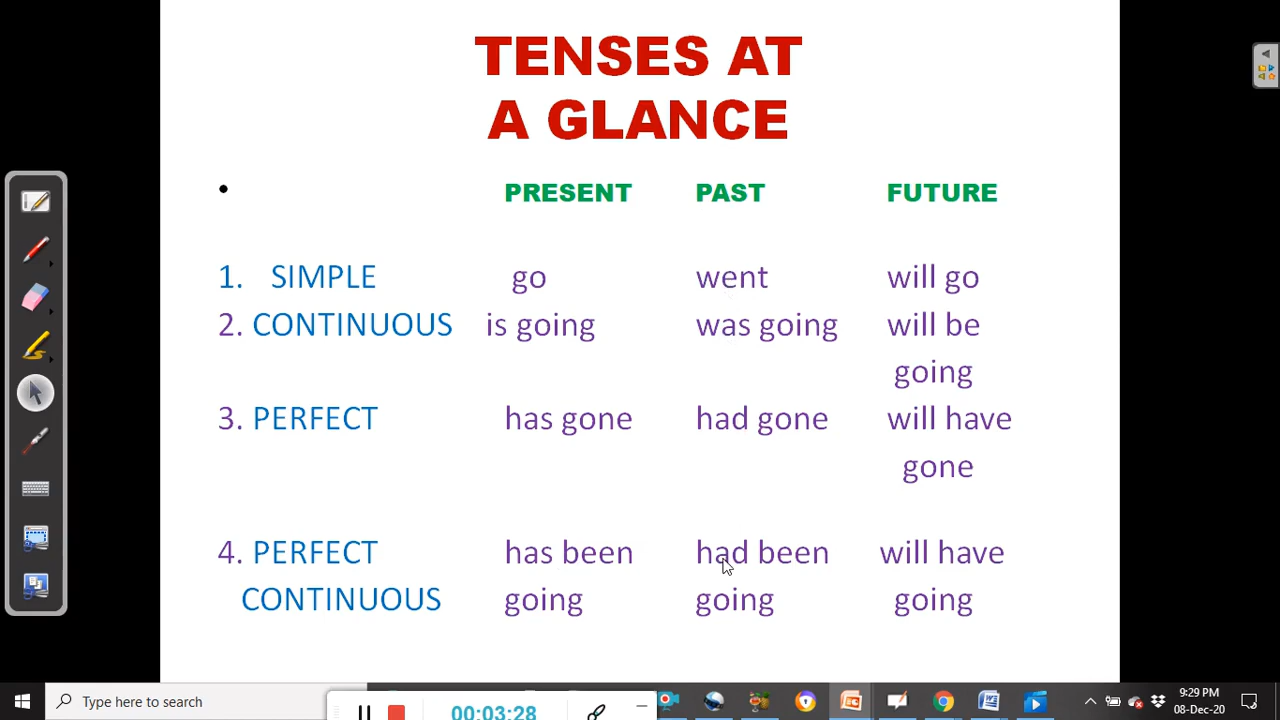 TENSES AT
A GLANCE
• PRESENT PAST FUTURE
1. SIMPLE go went will go
2. CONTINUOUS is going was going will be
going
3. PERFECT has gone had gone will have
gone
4. PERFECT has been had been will have
CONTINUOUS going going going
Type here to search
00:03:28
9:29 PM
08-Dec-20